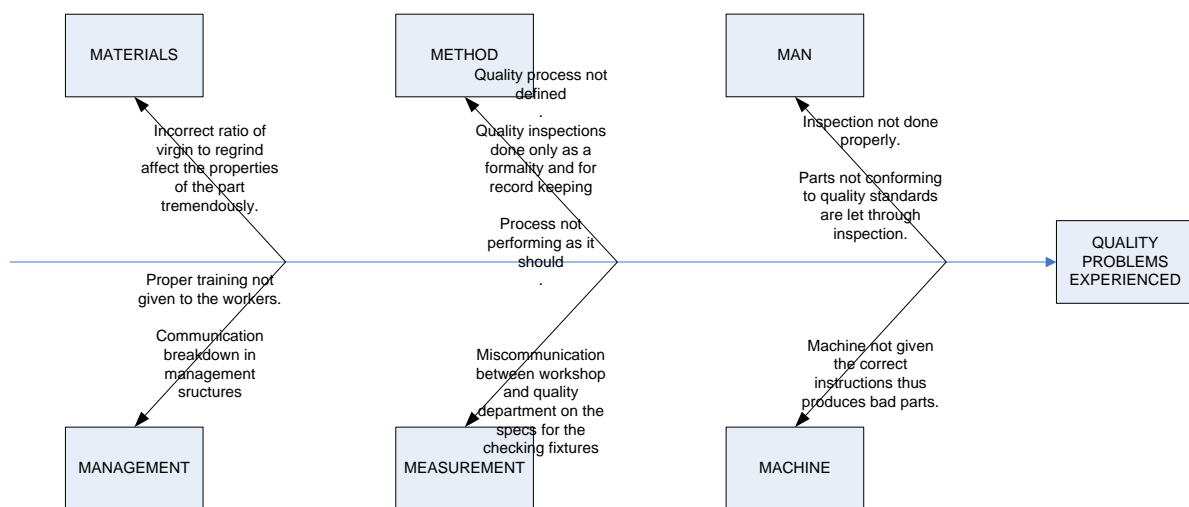 MATERIALS
METHOD
MAN
Incorrect ratio of
virgin to regrind
affect the properties
of the part
tremendously.
Quality process not
defined
.
Quality inspections
done only as a
formality and for
record keeping
Process not
performing as it
should
.
Inspection not done
properly.
Parts not conforming
to quality standards
are let through
inspection.
QUALITY
PROBLEMS
EXPERIENCED
Proper training not
given to the workers.
Communication
breakdown in
management
sructures
Miscommunication
between workshop
and quality
department on the
specs for the
checking fixtures
Machine not given
the correct
instructions thus
produces bad parts.
MANAGEMENT
MEASUREMENT
MACHINE